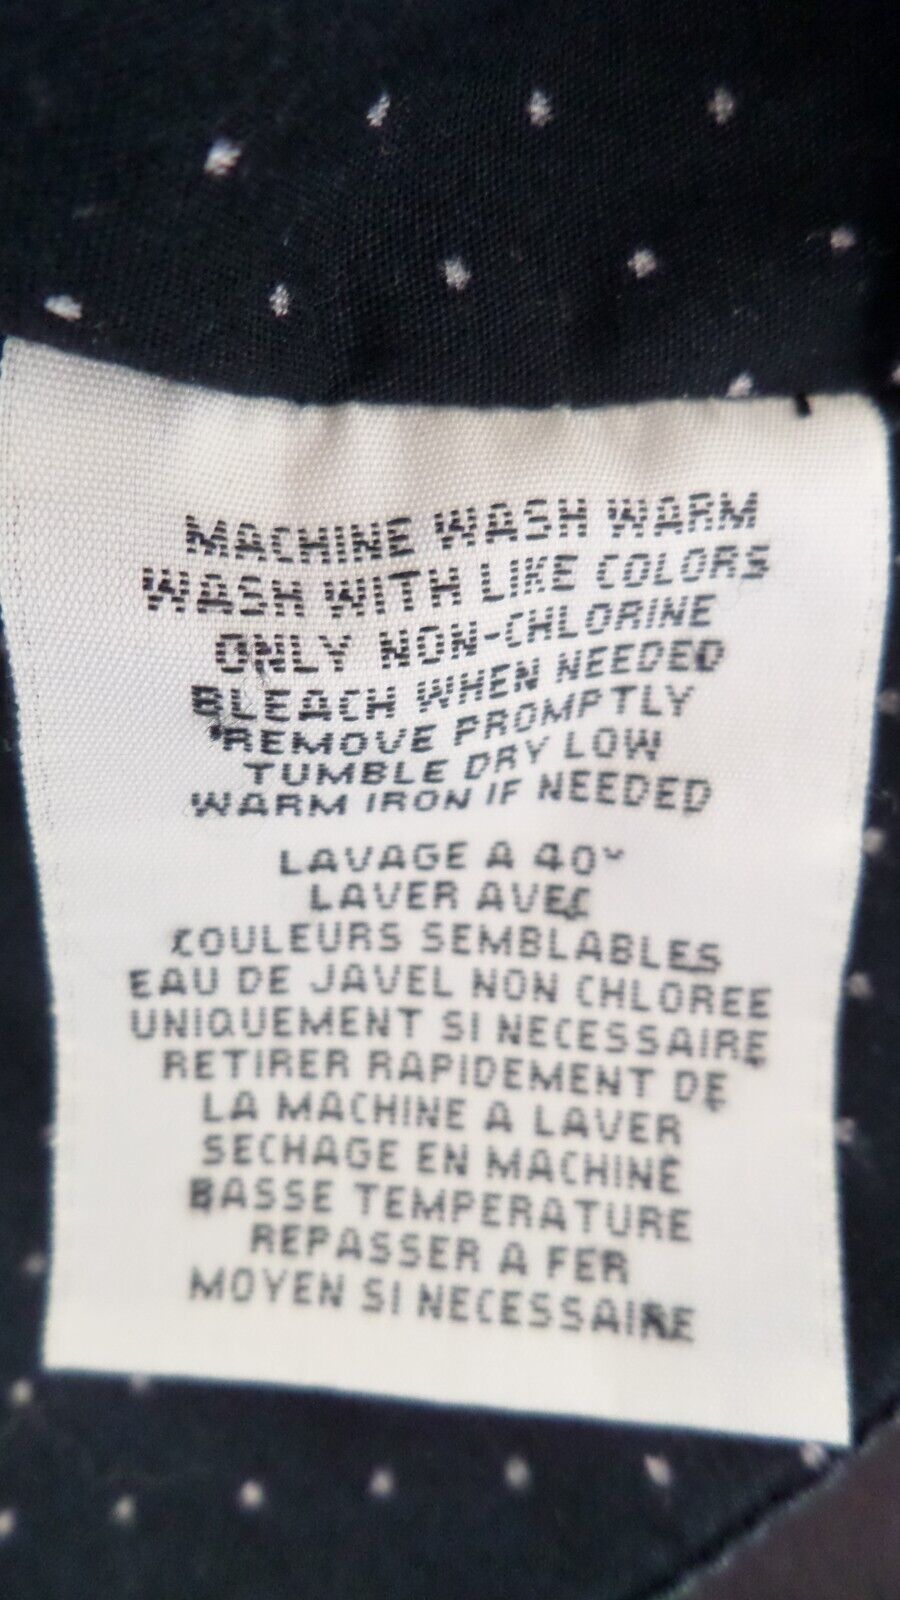 MACHINE WASH WARM
WASH WITH LIKE COLORS
ONLY NON-CHLORINE
BLEACH WHEN NEEDED
REMOVE PROMPTLY
TUMBLE DRY LOW
WARM IRON IF NEEDED
LAVAGE A 40°
LAVER AVEC
COULEURS SEMBLABLES
EAU DE JAVEL NON CHLOREE
UNIQUEMENT SI NECESSAIRE
RETIRER RAPIDEMENT DE
LA MACHINE A LAVER
SECHAGE EN MACHINE
BASSE TEMPERATURE
REPASSER A FER
MOYEN SI NECESSAIRE